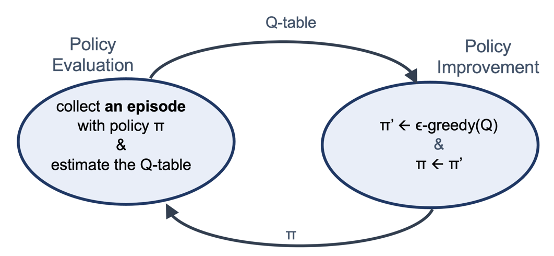 Q-table
Policy
Evaluation
Policy
Improvement
collect an episode
with policy π
&
estimate the Q-table
π' ← ϵ-greedy(Q)
&
π ← π'
π